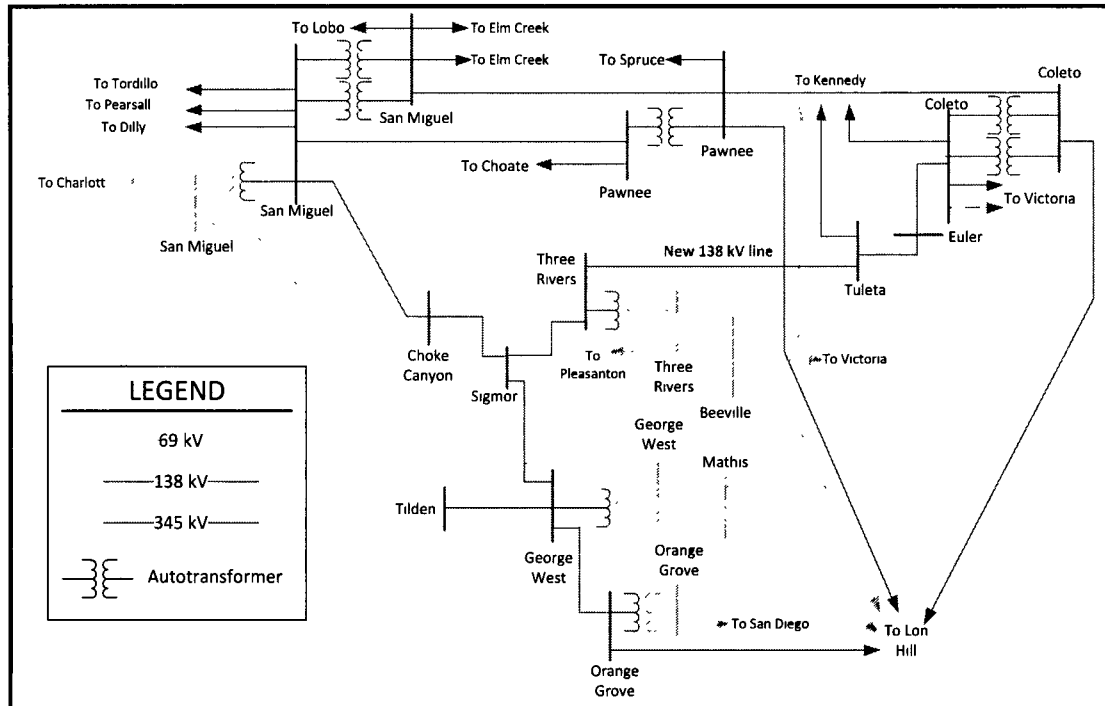 To Lobo
To Elm Creek
To Elm Creek
To Spruce
To Tordillo
To Pearsall
To Dilly
San Miguel
To Kennedy
Coleto
Coleto
Pawnee
To Choate
Pawnee
To Charlott
San Miguel
San Miguel
To Victoria
Euler
New 138 kV line
Tuleta
Three
Rivers
Choke
Canyon
Sigmor
To
Pleasanton
Three
Rivers
To Victoria
Beeville
George
West
Mathis
LEGEND
69 kV
138 kV
345 kV
Autotransformer
Tilden
George
West
Orange
Grove
To San Diego
To Lon
Hill
Orange
Grove